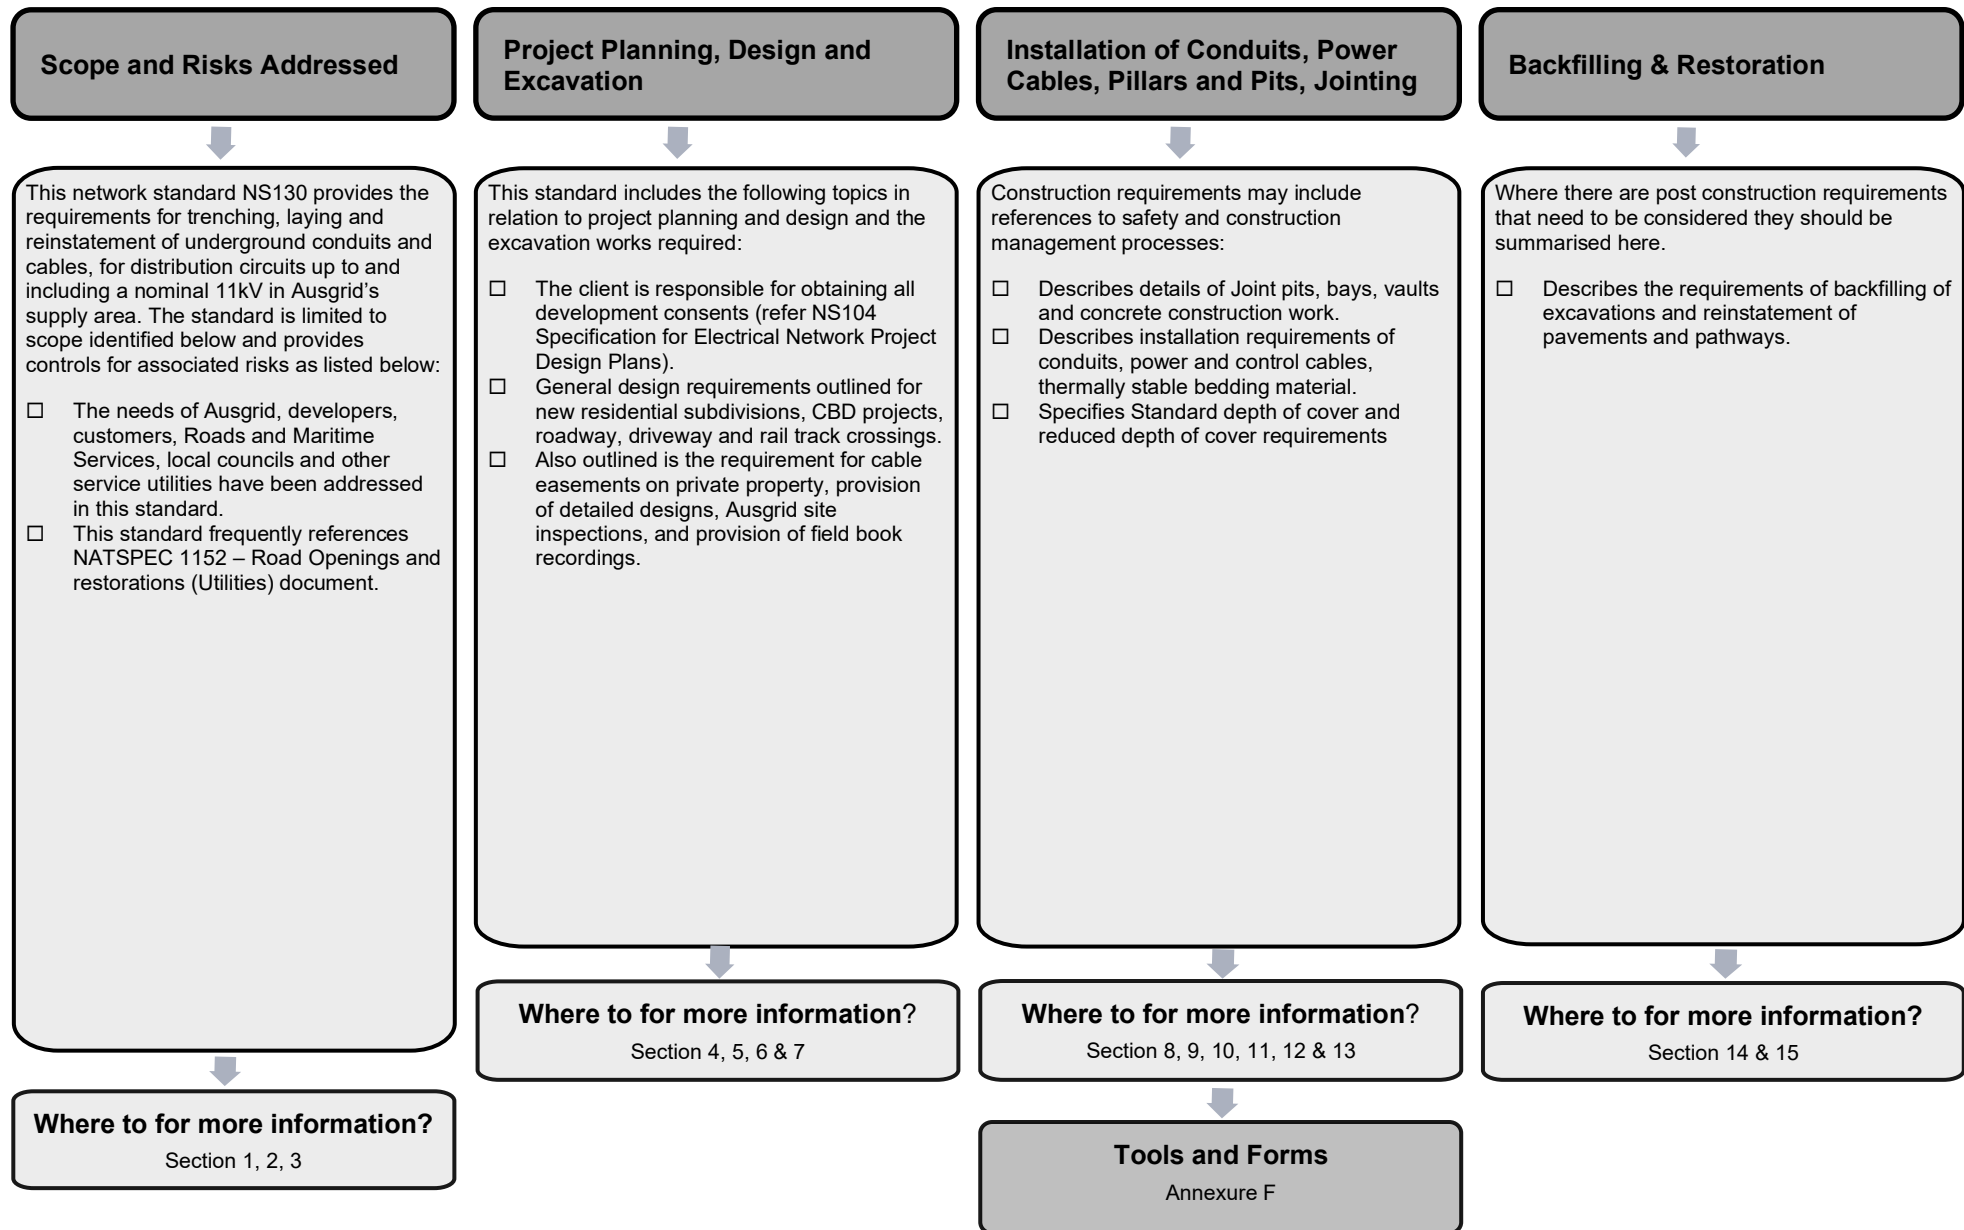 Scope and Risks Addressed
This network standard NS130 provides the
requirements for trenching, laying and
reinstatement of underground conduits and
cables, for distribution circuits up to and
including a nominal 11kV in Ausgrid’s
supply area. The standard is limited to
scope identified below and provides
controls for associated risks as listed below:
☐ The needs of Ausgrid, developers,
customers, Roads and Maritime
Services, local councils and other
service utilities have been addressed
in this standard.
☐ This standard frequently references
NATSPEC 1152 – Road Openings and
restorations (Utilities) document.
Where to for more information?
Section 1, 2, 3
Project Planning, Design and
Excavation
This standard includes the following topics in
relation to project planning and design and the
excavation works required:
☐ The client is responsible for obtaining all
development consents (refer NS104
Specification for Electrical Network Project
Design Plans).
☐ General design requirements outlined for
new residential subdivisions, CBD projects,
roadway, driveway and rail track crossings.
☐ Also outlined is the requirement for cable
easements on private property, provision
of detailed designs, Ausgrid site
inspections, and provision of field book
recordings.
Where to for more information?
Section 4, 5, 6 & 7
Installation of Conduits, Power
Cables, Pillars and Pits, Jointing
Construction requirements may include
references to safety and construction
management processes:
☐ Describes details of Joint pits, bays, vaults
and concrete construction work.
☐ Describes installation requirements of
conduits, power and control cables,
thermally stable bedding material.
☐ Specifies Standard depth of cover and
reduced depth of cover requirements
Where to for more information?
Section 8, 9, 10, 11, 12 & 13
Tools and Forms
Annexure F
Backfilling & Restoration
Where there are post construction requirements
that need to be considered they should be
summarised here.
☐ Describes the requirements of backfilling of
excavations and reinstatement of
pavements and pathways.
Where to for more information?
Section 14 & 15